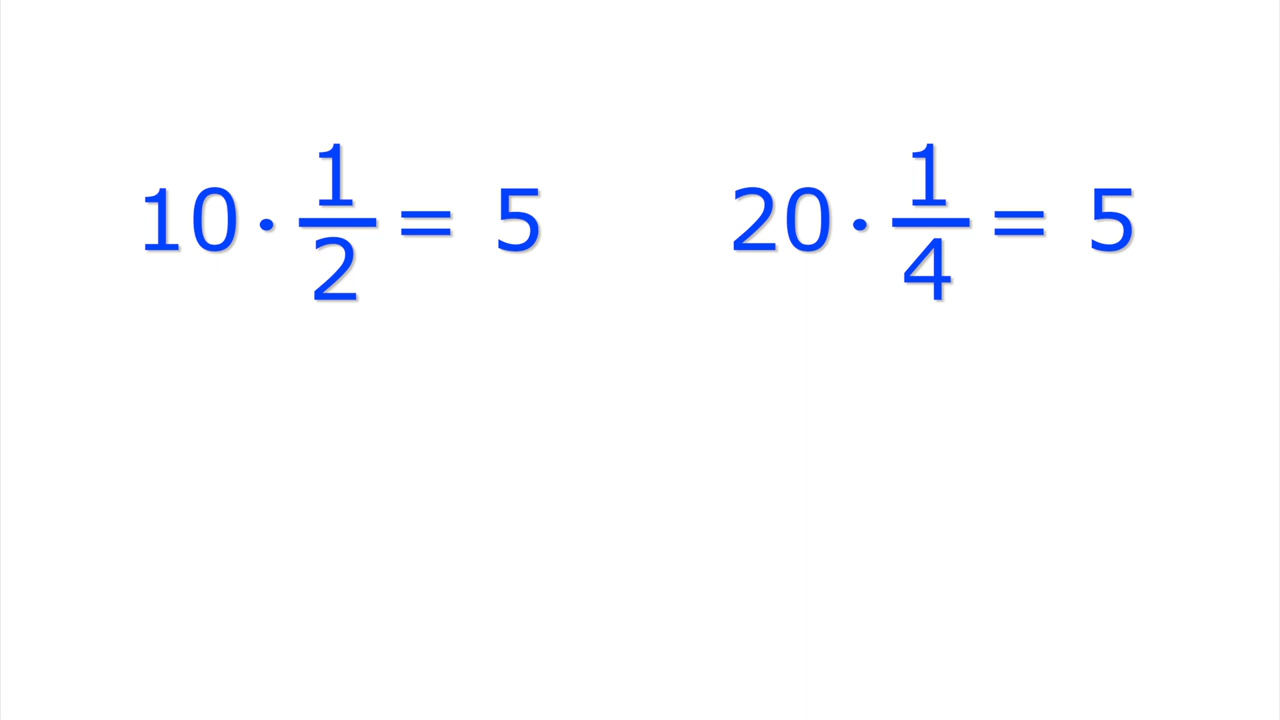 10 · 1/2 = 5
20 · 1/4 = 5